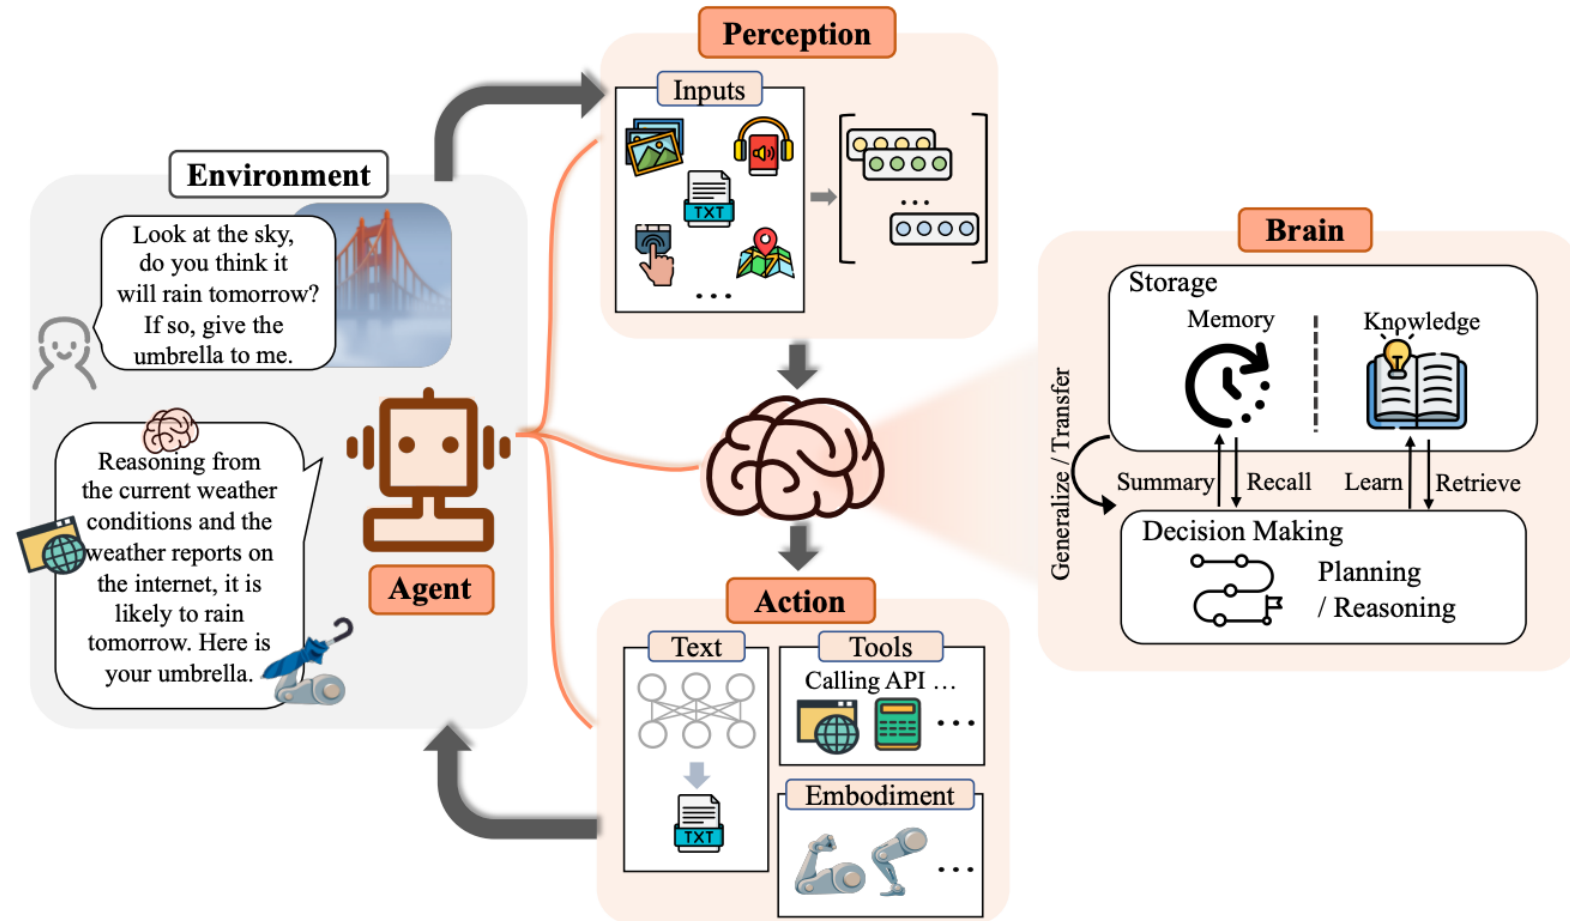 Perception
Inputs
TXT
...
...
Environment
Look at the sky,
do you think it
will rain tomorrow?
If so, give the
umbrella to me.
Reasoning from
the current weather
conditions and the
weather reports on
the internet, it is
likely to rain
tomorrow. Here is
your umbrella.
Agent
Action
Text
TXT
Tools
Calling API ...
...
Embodiment
...
Brain
Storage
Memory
Knowledge
Generalize / Transfer
Summary
Recall
Learn
Retrieve
Decision Making
Planning
/ Reasoning